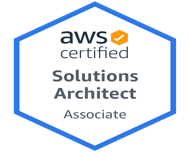 aws
certified
Solutions
Architect
Associate